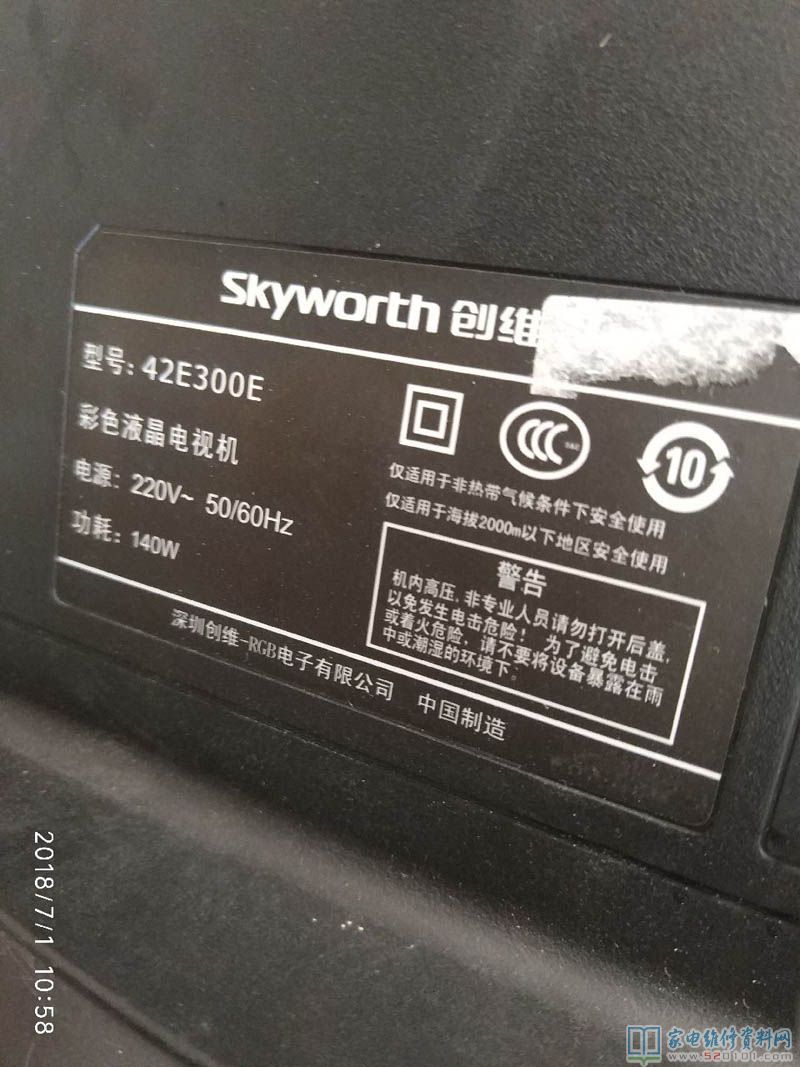 Skyworth 创维
型号: 42E300E
彩色液晶电视机
电源: 220V~ 50/60Hz
功耗: 140W
10
仅适用于非热带气候条件下安全使用
仅适用于海拔2000m以下地区安全使用
警告
机内高压,非专业人员请勿打开后盖,
以免发生电击危险!为了避免电击
或着火危险,请不要将设备暴露在雨
中或潮湿的环境下。
深圳创维-RGB电子有限公司 中国制造
2018/7/1 10:58
家电维修资料网
www.520101.com